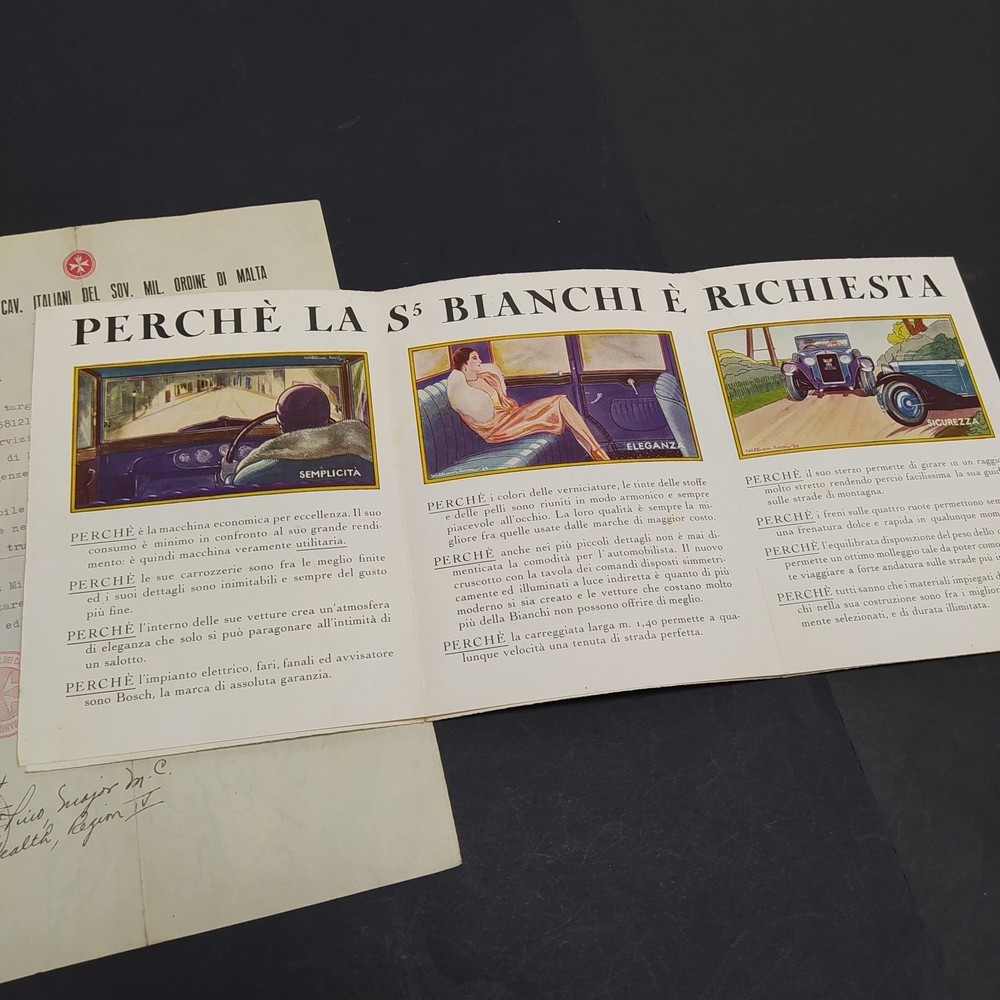 CAV. ITALIANI DEL SOV. MIL. ORDINE DI MALTA
PERCHÈ LA S5 BIANCHI È RICHIESTA
SEMPLICITÀ
PERCHÈ è la macchina economica per eccellenza. Il suo
consumo è minimo in confronto al suo grande rendi-
mento: è quindi macchina veramente utilitaria.
PERCHÈ le sue carrozzerie sono fra le meglio finite
ed i suoi dettagli sono inimitabili e sempre del gusto
più fine.
PERCHÈ l'interno delle sue vetture crea un'atmosfera
di eleganza che solo si può paragonare all'intimità di
un salotto.
PERCHÈ l'impianto elettrico, fari, fanali ed avvisatore
sono Bosch, la marca di assoluta garanzia.
ELEGANZA
PERCHÈ i colori delle verniciature, le tinte delle stoffe
e delle pelli sono riuniti in modo armonico e sempre
piacevole all'occhio. La loro qualità è sempre la mi-
gliore fra quelle usate dalle marche di maggior costo.
PERCHÈ anche nei più piccoli dettagli non è mai di-
menticata la comodità per l'automobilista. Il nuovo
cruscotto con la tavola dei comandi disposti simmetri-
camente ed illuminati a luce indiretta è quanto di più
moderno si sia creato e le vetture che costano molto
più della Bianchi non possono offrire di meglio.
PERCHÈ la carreggiata larga m. 1,40 permette a qua-
lunque velocità una tenuta di strada perfetta.
SICUREZZA
PERCHÈ il suo sterzo permette di girare in un raggio
molto stretto rendendo perciò facilissima la sua guid
sulle strade di montagna.
PERCHÈ i freni sulle quattro ruote permettono sem
una frenatura dolce e rapida in qualunque mom
PERCHÈ l'equilibrata disposizione del peso dello
permette un ottimo molleggio tale da poter como
te viaggiare a forte andatura sulle strade più i
PERCHÈ tutti sanno che i materiali impiegati d
chi nella sua costruzione sono fra i miglior
mente selezionati, e di durata illimitata.
Major M.C.
Region IV